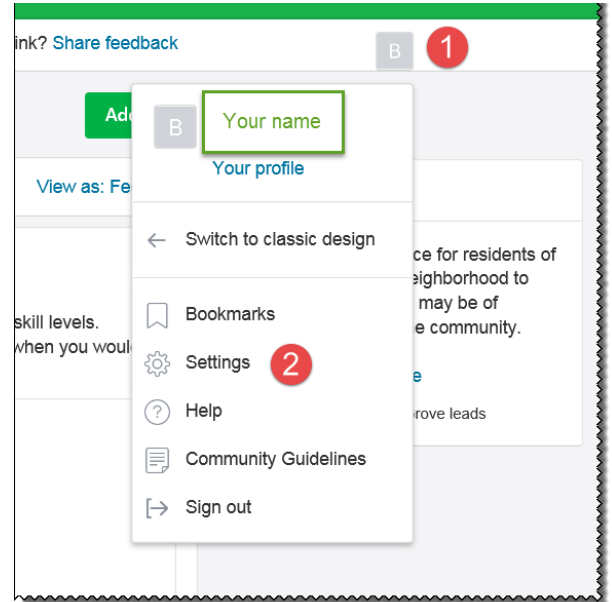 ink? Share feedback
B
1
Add
B
Your name
Your profile
View as: Fe
Switch to classic design
ce for residents of
eighborhood to
may be of
e community.
Bookmarks
skill levels.
when you woul
Settings
2
e
Help
rove leads
Community Guidelines
Sign out